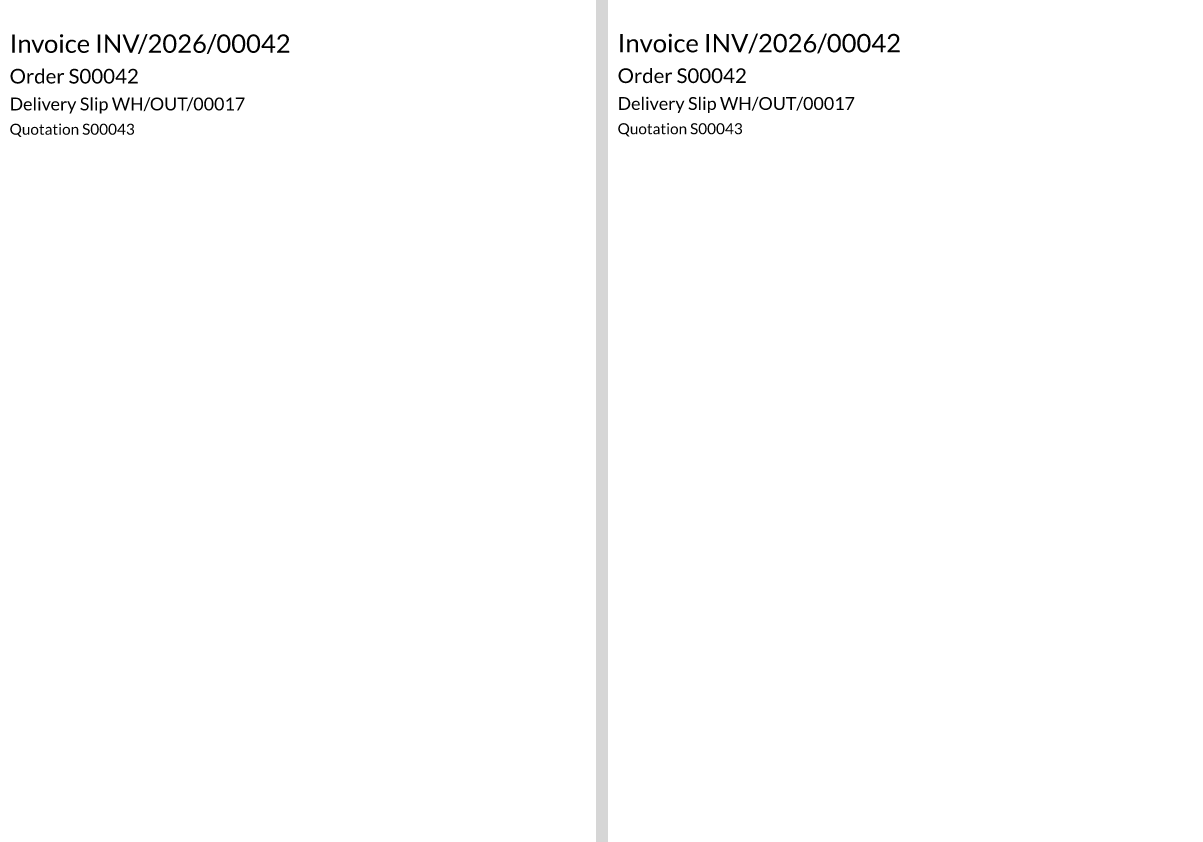 Invoice INV/2026/00042
Order S00042
Delivery Slip WH/OUT/00017
Quotation S00043
Invoice INV/2026/00042
Order S00042
Delivery Slip WH/OUT/00017
Quotation S00043